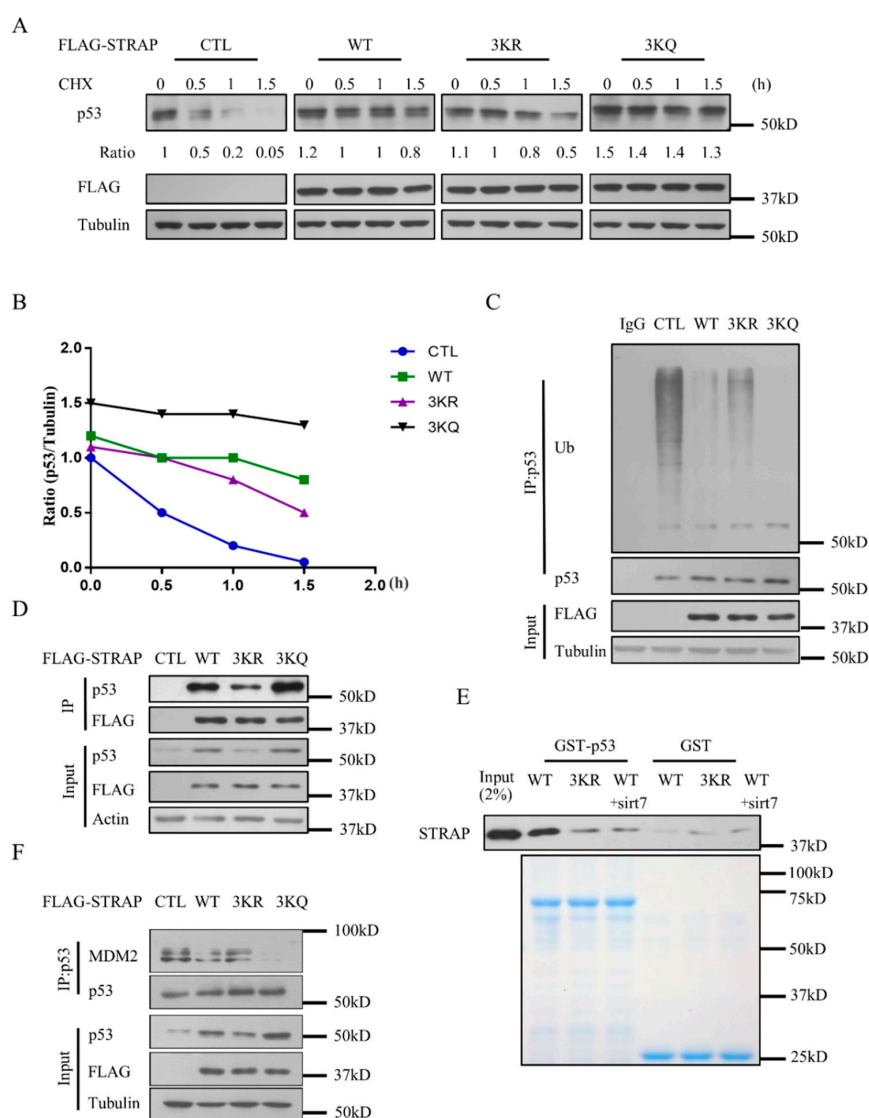 A
FLAG-STRAP CTL WT 3KR 3KQ
CHX 0 0.5 1 1.5 0 0.5 1 1.5 0 0.5 1 1.5 0 0.5 1 1.5 (h)
p53 50kD
Ratio 1 0.5 0.2 0.05 1.2 1 1 0.8 1.1 1 0.8 0.5 1.5 1.4 1.4 1.3
FLAG 37kD
Tubulin 50kD
B
Ratio (p53/Tubulin)
2.0
1.5
1.0
0.5
0.0
0.0 0.5 1.0 1.5 2.0 (h)
CTL
WT
3KR
3KQ
C
IgG CTL WT 3KR 3KQ
IP:p53
Ub
50kD
p53 50kD
Input
FLAG 37kD
Tubulin 50kD
D
FLAG-STRAP CTL WT 3KR 3KQ
IP
p53 50kD
FLAG 37kD
Input
p53 50kD
FLAG 37kD
Actin 37kD
E
GST-p53 GST
Input (2%) WT 3KR WT +sirt7 WT 3KR WT +sirt7
STRAP 37kD
100kD
75kD
50kD
37kD
25kD
F
FLAG-STRAP CTL WT 3KR 3KQ
100kD
IP:p53
MDM2
p53 50kD
Input
p53 50kD
FLAG 37kD
Tubulin 50kD